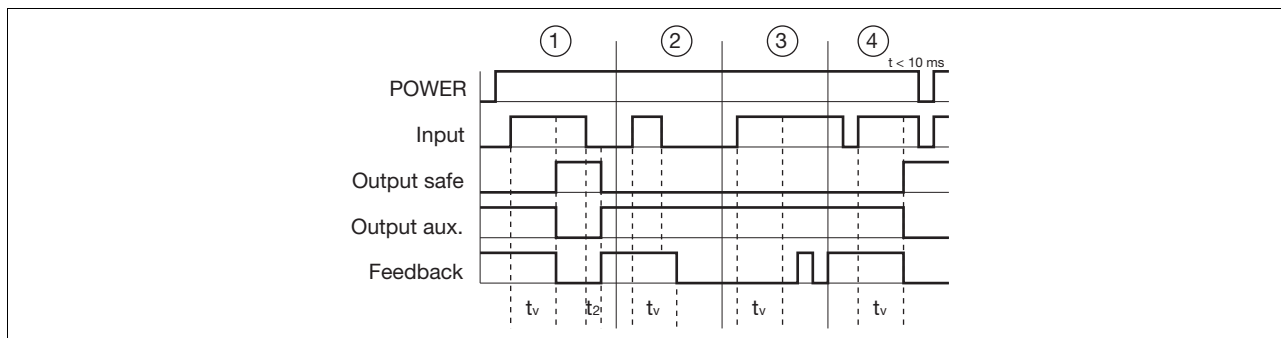 ① ② ③ ④
t < 10 ms
POWER
Input
Output safe
Output aux.
Feedback
tv t2 tv tv tv